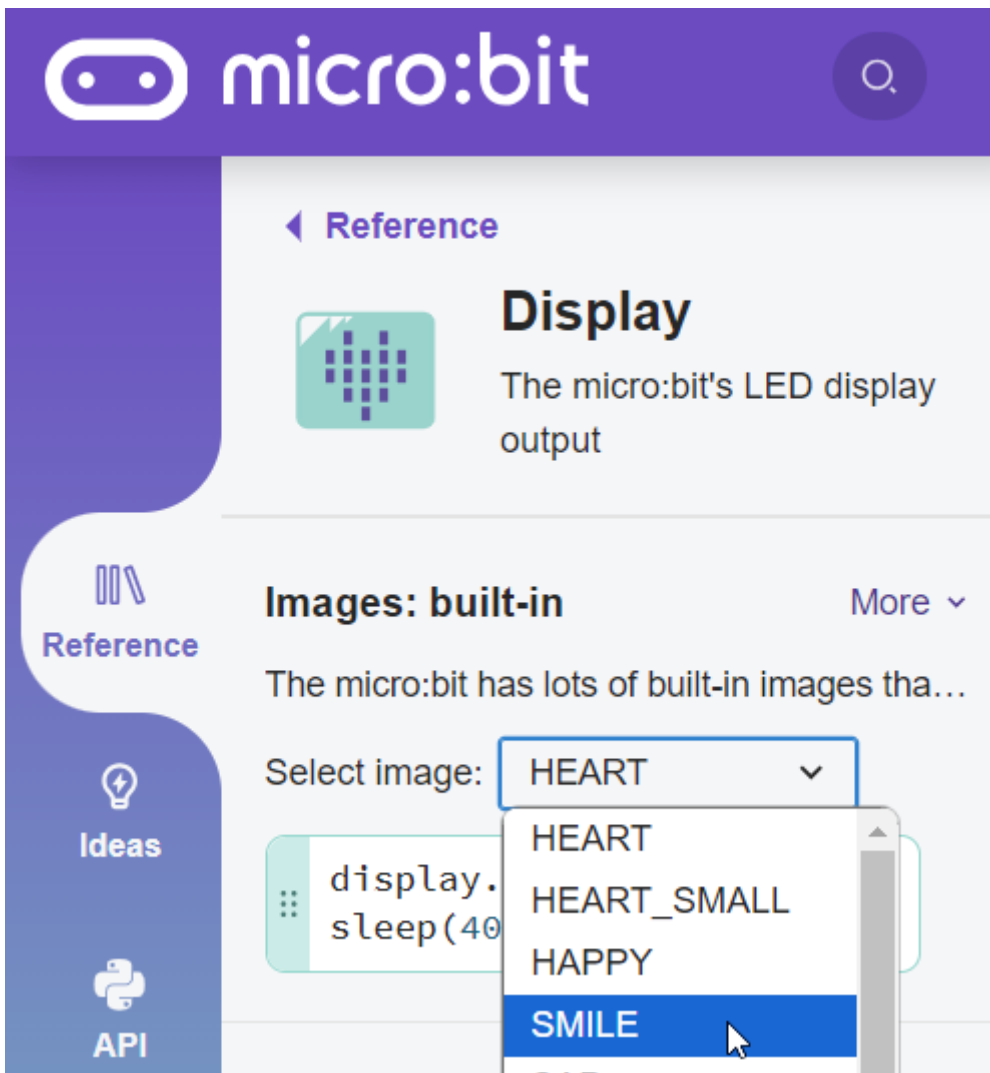 micro:bit
Reference
Display
The micro:bit's LED display
output
Reference
Images: built-in
More
The micro:bit has lots of built-in images tha…
Select image:
HEART
Ideas
display.
sleep(40
HEART
HEART_SMALL
HAPPY
SMILE
API